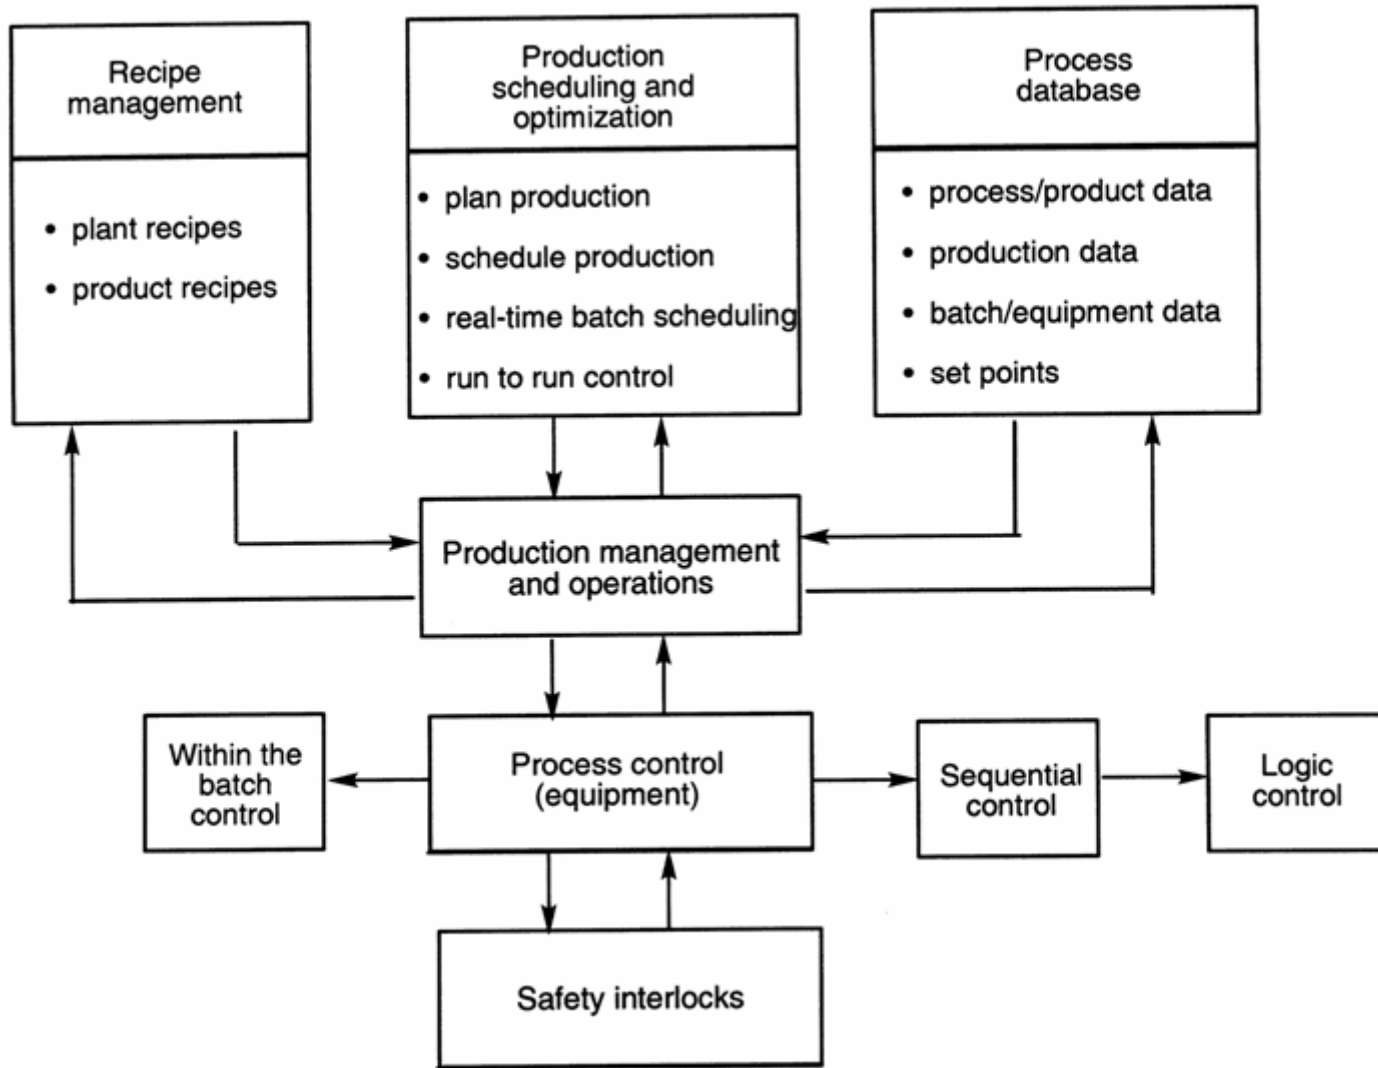 Recipe
management
• plant recipes
• product recipes
Production
scheduling and
optimization
• plan production
• schedule production
• real-time batch scheduling
• run to run control
Process
database
• process/product data
• production data
• batch/equipment data
• set points
Production management
and operations
Within the
batch
control
Process control
(equipment)
Sequential
control
Logic
control
Safety interlocks